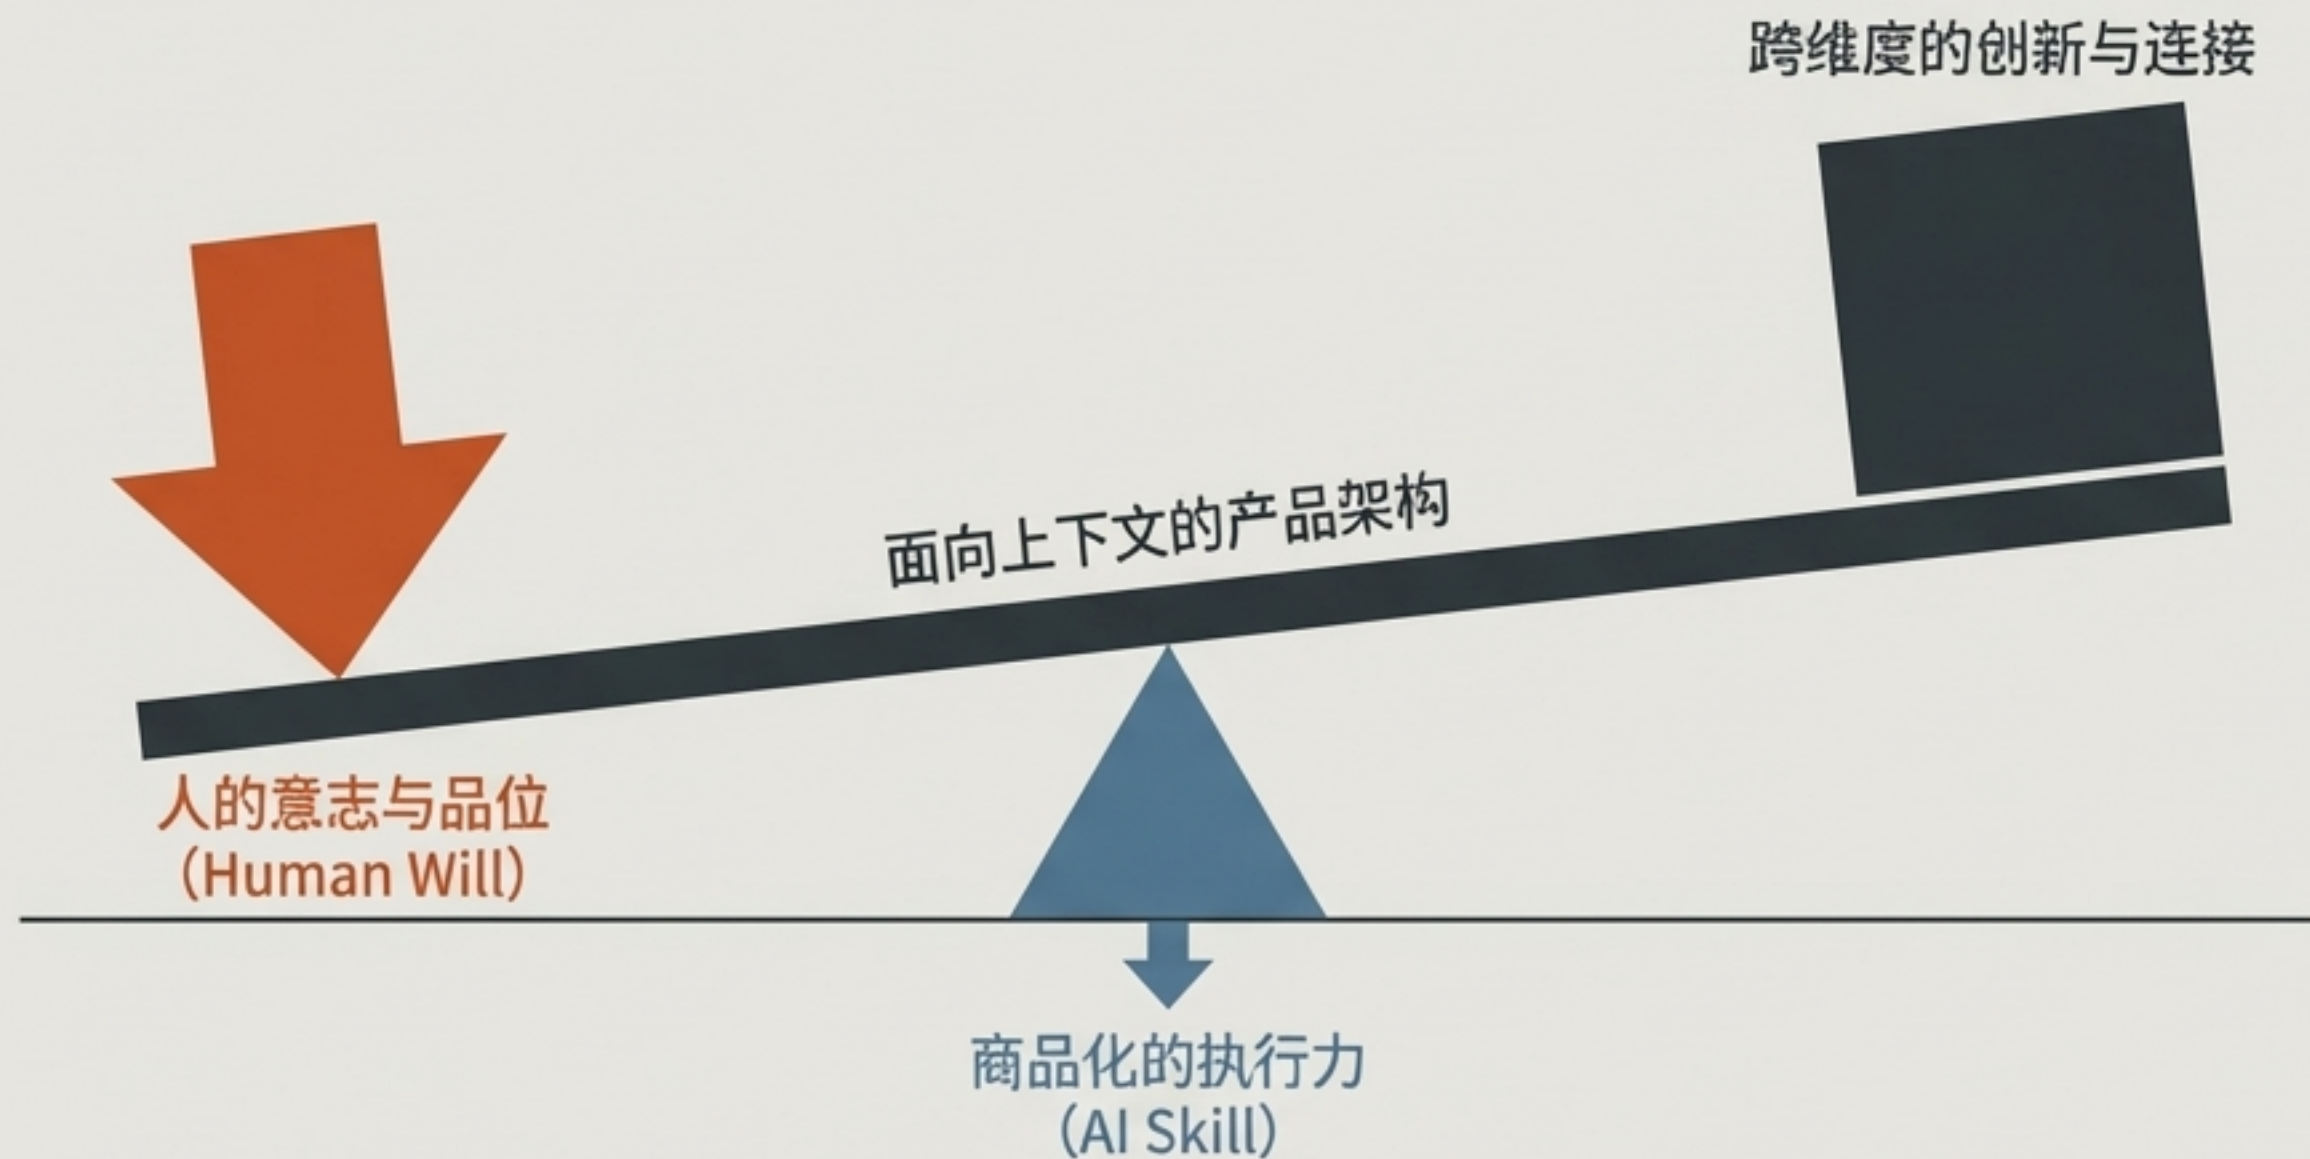 跨维度的创新与连接
面向上下文的产品架构
人的意志与品位
（Human Will）
商品化的执行力
（AI Skill）